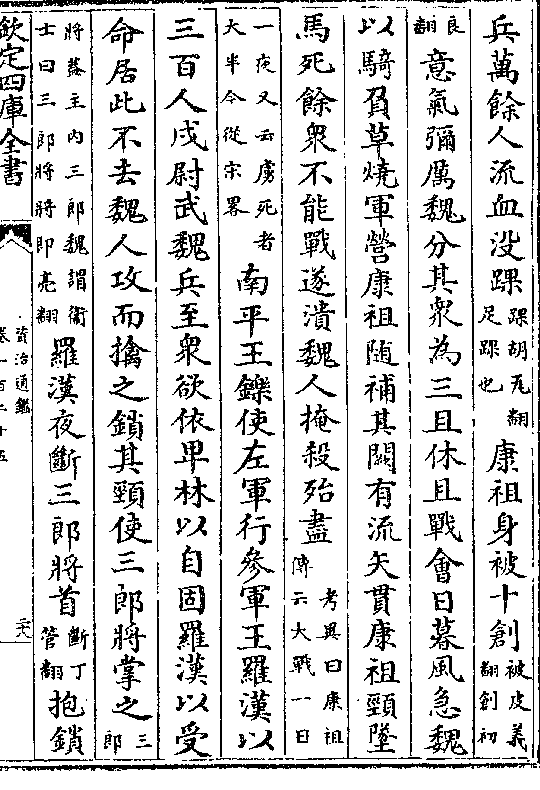 兵萬餘人流血没踝踝胡瓦翻足踝也康祖身被十創被皮義翻創初
良翻意氣彌厲魏分其衆為三且休且戰會日暮風急魏
以騎負草燒軍營康祖随補其闕有流矢貫康祖頸墜
馬死餘衆不能戰遂潰魏人掩殺殆盡考異曰康祖傳云大戰一日
一夜又云虜死者大半今從宋畧南平王鑠使左軍行參軍王羅漢以
三百人戍尉武魏兵至衆欲依卑林以自固羅漢以受
命居此不去魏人攻而擒之鎖其頸使三郎將掌之三郎
將蓋主内三郎魏謂衛士曰三郎將將即亮翻羅漢夜斷三郎將首斷丁管翻抱鎖
欽定四庫全書
資治通鑑
卷一百二十五
二十八